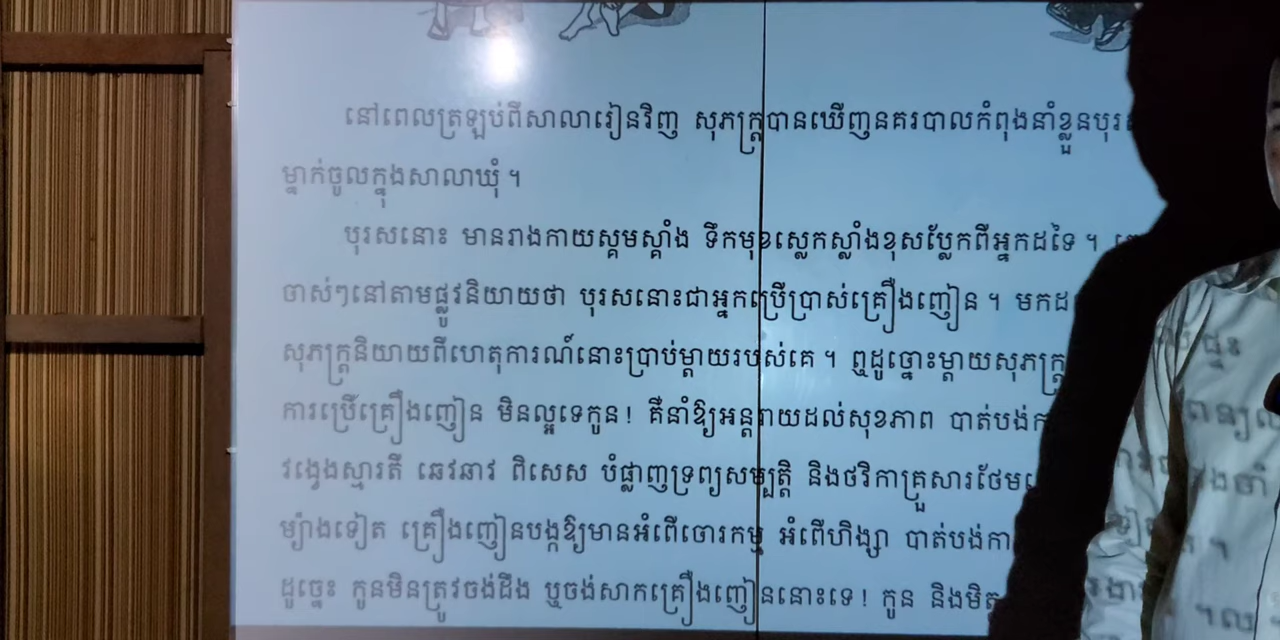 នៅពេលត្រឡប់ពីសាលារៀនវិញ សុភក្ត្របានឃើញនគរបាលកំពុងនាំខ្លួនបុរស
ម្នាក់ចូលក្នុងសាលាឃុំ ។
បុរសនោះ មានរាងកាយស្គមស្គាំង ទឹកមុខស្លេកស្លាំងខុសប្លែកពីអ្នកដទៃ ។
ចាស់ៗនៅតាមផ្លូវនិយាយថា បុរសនោះជាអ្នកប្រើប្រាស់គ្រឿងញៀន ។ មកដ
សុភក្ត្រនិយាយពីហេតុការណ៍នោះប្រាប់ម្ដាយរបស់គេ ។ ឮដូច្នោះម្ដាយសុភក្ត្រ
ការប្រើគ្រឿងញៀន មិនល្អទេកូន! គឺនាំឱ្យអន្តរាយដល់សុខភាព បាត់បង់ក
វង្វេងស្មារតី ឆេវឆាវ ពិសេស បំផ្លាញទ្រព្យសម្បត្តិ និងថវិកាគ្រួសារថែម
ម្យ៉ាងទៀត គ្រឿងញៀនបង្កឱ្យមានអំពើចោរកម្ម អំពើហិង្សា បាត់បង់កា
ដូច្នេះ កូនមិនត្រូវចង់ដឹង ឬចង់សាកគ្រឿងញៀននោះទេ! កូន និងមិត្ត